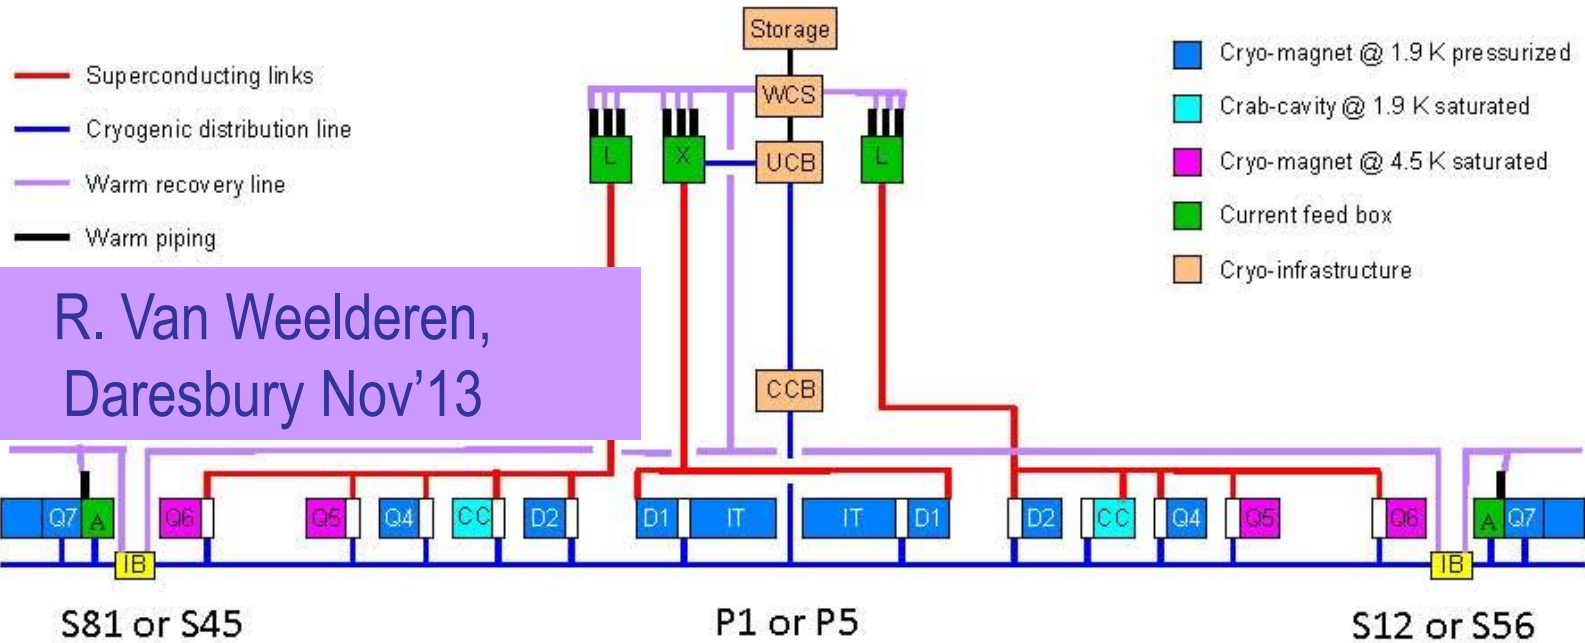 Storage
Superconducting links
Cryogenic distribution line
Warm recovery line
Warm piping
WCS
L
X
UCB
L
Cryo-magnet @ 1.9 K pressurized
Crab-cavity @ 1.9 K saturated
Cryo-magnet @ 4.5 K saturated
Current feed box
Cryo-infrastructure
R. Van Weelderen,
Daresbury Nov'13
CCB
Q7 A Q6 Q5 Q4 CC D2 D1 IT IT D1 D2 CC Q4 Q5 Q6 A Q7
IB IB
S81 or S45 P1 or P5 S12 or S56